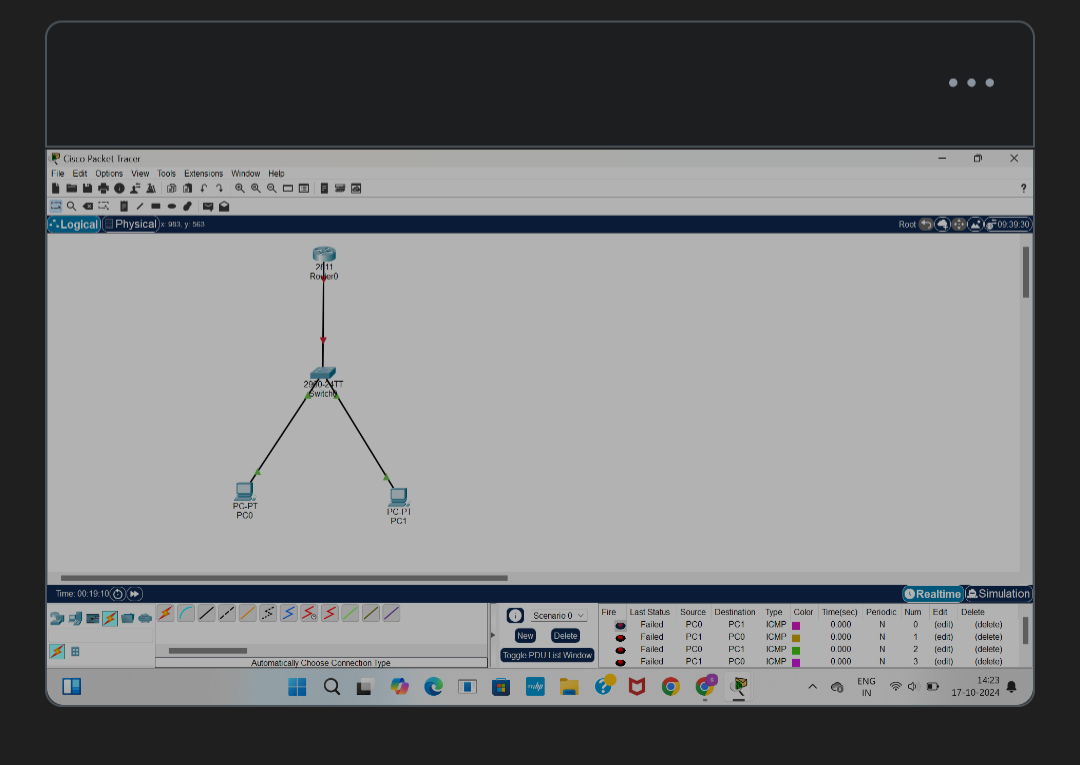 Cisco Packet Tracer
File Edit Options View Tools Extensions Window Help
?
Logical Physical x: 983, y: 563 Root 09:39:30
2811
Router0
2960-24TT
Switch0
PC-PT
PC0
PC-PT
PC1
Time: 00:19:10 Realtime Simulation
Scenario 0 Fire Last Status Source Destination Type Color Time(sec) Periodic Num Edit Delete
Failed PC0 PC1 ICMP 0.000 N 0 (edit) (delete)
New Delete Failed PC1 PC0 ICMP 0.000 N 1 (edit) (delete)
Failed PC0 PC1 ICMP 0.000 N 2 (edit) (delete)
Toggle PDU List Window Failed PC1 PC0 ICMP 0.000 N 3 (edit) (delete)
Automatically Choose Connection Type
myhp
ENG
IN
14:23
17-10-2024